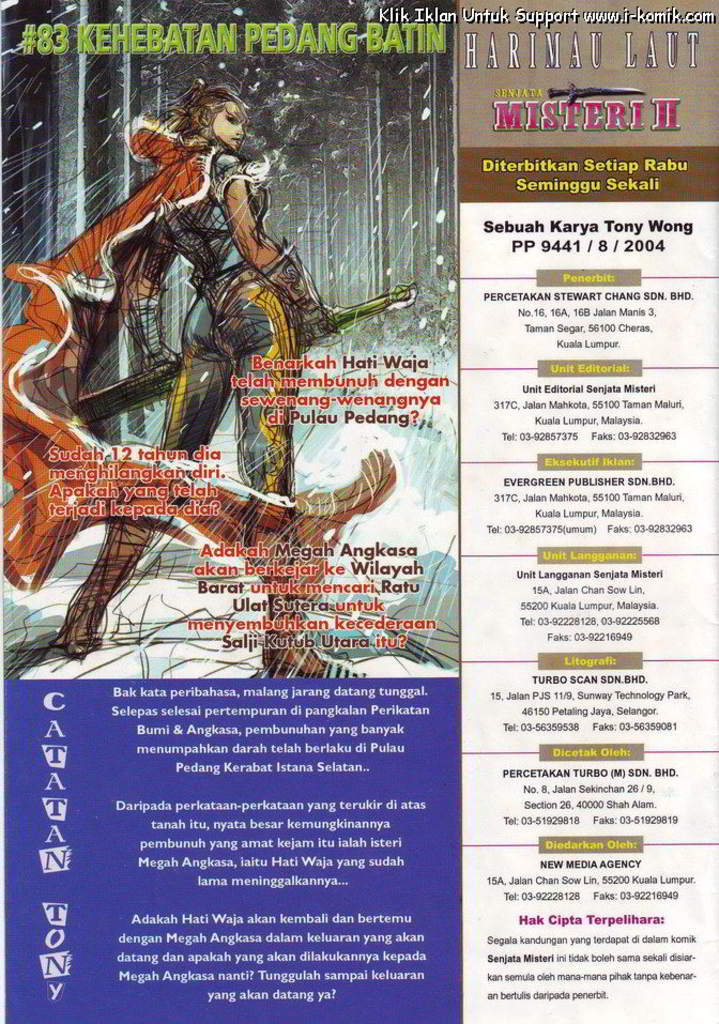 Klik Iklan Untuk Support www.i-komik.com
#83 KEHEBATAN PEDANG BATIN
Benarkah Hati Waja
telah membunuh dengan
sewenang-wenangnya
di Pulau Pedang?
Sudah 12 tahun dia
menghilangkan diri.
Apakah yang telah
terjadi kepada dia?
Adakah Megah Angkasa
akan berkejar ke Wilayah
Barat untuk mencari Ratu
Ulat Sutera untuk
menyembuhkan kecederaan
Salji Kutub Utara itu?
CATATAN TONY
Bak kata peribahasa, malang jarang datang tunggal.
Selepas selesai pertempuran di pangkalan Perikatan
Bumi & Angkasa, pembunuhan yang banyak
menumpahkan darah telah berlaku di Pulau
Pedang Kerabat Istana Selatan..
Daripada perkataan-perkataan yang terukir di atas
tanah itu, nyata besar kemungkinannya
pembunuh yang amat kejam itu ialah isteri
Megah Angkasa, iaitu Hati Waja yang sudah
lama meninggalkannya...
Adakah Hati Waja akan kembali dan bertemu
dengan Megah Angkasa dalam keluaran yang akan
datang dan apakah yang akan dilakukannya kepada
Megah Angkasa nanti? Tunggulah sampai keluaran
yang akan datang ya?
HARIMAU LAUT
SENJATA
MISTERI II
Diterbitkan Setiap Rabu
Seminggu Sekali
Sebuah Karya Tony Wong
PP 9441 / 8 / 2004
Penerbit:
PERCETAKAN STEWART CHANG SDN. BHD.
No.16, 16A, 16B Jalan Manis 3,
Taman Segar, 56100 Cheras,
Kuala Lumpur.
Unit Editorial:
Unit Editorial Senjata Misteri
317C, Jalan Mahkota, 55100 Taman Maluri,
Kuala Lumpur, Malaysia.
Tel: 03-92857375 Faks: 03-92832963
Eksekutif Iklan:
EVERGREEN PUBLISHER SDN.BHD.
317C, Jalan Mahkota, 55100 Taman Maluri,
Kuala Lumpur, Malaysia.
Tel: 03-92857375(umum) Faks: 03-92832963
Unit Langganan:
Unit Langganan Senjata Misteri
15A, Jalan Chan Sow Lin,
55200 Kuala Lumpur, Malaysia.
Tel: 03-92228128, 03-92225568
Faks: 03-92216949
Litografi:
TURBO SCAN SDN.BHD.
15, Jalan PJS 11/9, Sunway Technology Park,
46150 Petaling Jaya, Selangor.
Tel: 03-56359538 Faks: 03-56359081
Dicetak Oleh:
PERCETAKAN TURBO (M) SDN. BHD.
No. 8, Jalan Sekinchan 26 / 9,
Section 26, 40000 Shah Alam.
Tel: 03-51929818 Faks: 03-51929819
Diedarkan Oleh:
NEW MEDIA AGENCY
15A, Jalan Chan Sow Lin, 55200 Kuala Lumpur.
Tel: 03-92228128 Faks: 03-92216949
Hak Cipta Terpelihara:
Segala kandungan yang terdapat di dalam komik
Senjata Misteri ini tidak boleh sama sekali disiar-
kan semula oleh mana-mana pihak tanpa kebenar-
an bertulis daripada penerbit.